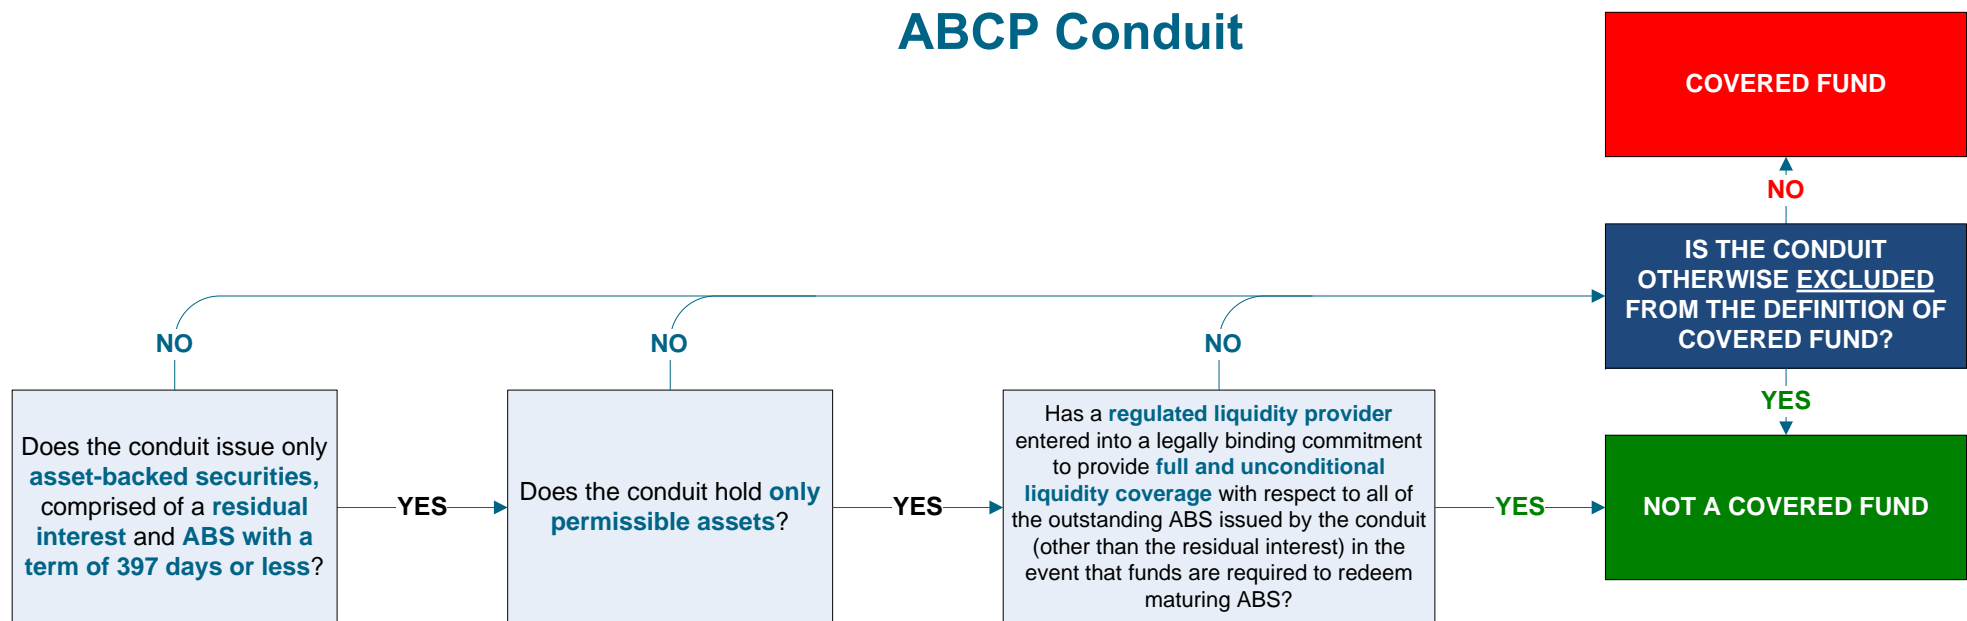 ABCP Conduit
COVERED FUND
NO
IS THE CONDUIT
OTHERWISE EXCLUDED
FROM THE DEFINITION OF
COVERED FUND?
NO
NO
NO
YES
Does the conduit issue only
asset-backed securities,
comprised of a residual
interest and ABS with a
term of 397 days or less?
YES
Does the conduit hold only
permissible assets?
YES
Has a regulated liquidity provider
entered into a legally binding commitment
to provide full and unconditional
liquidity coverage with respect to all of
the outstanding ABS issued by the conduit
(other than the residual interest) in the
event that funds are required to redeem
maturing ABS?
YES
NOT A COVERED FUND